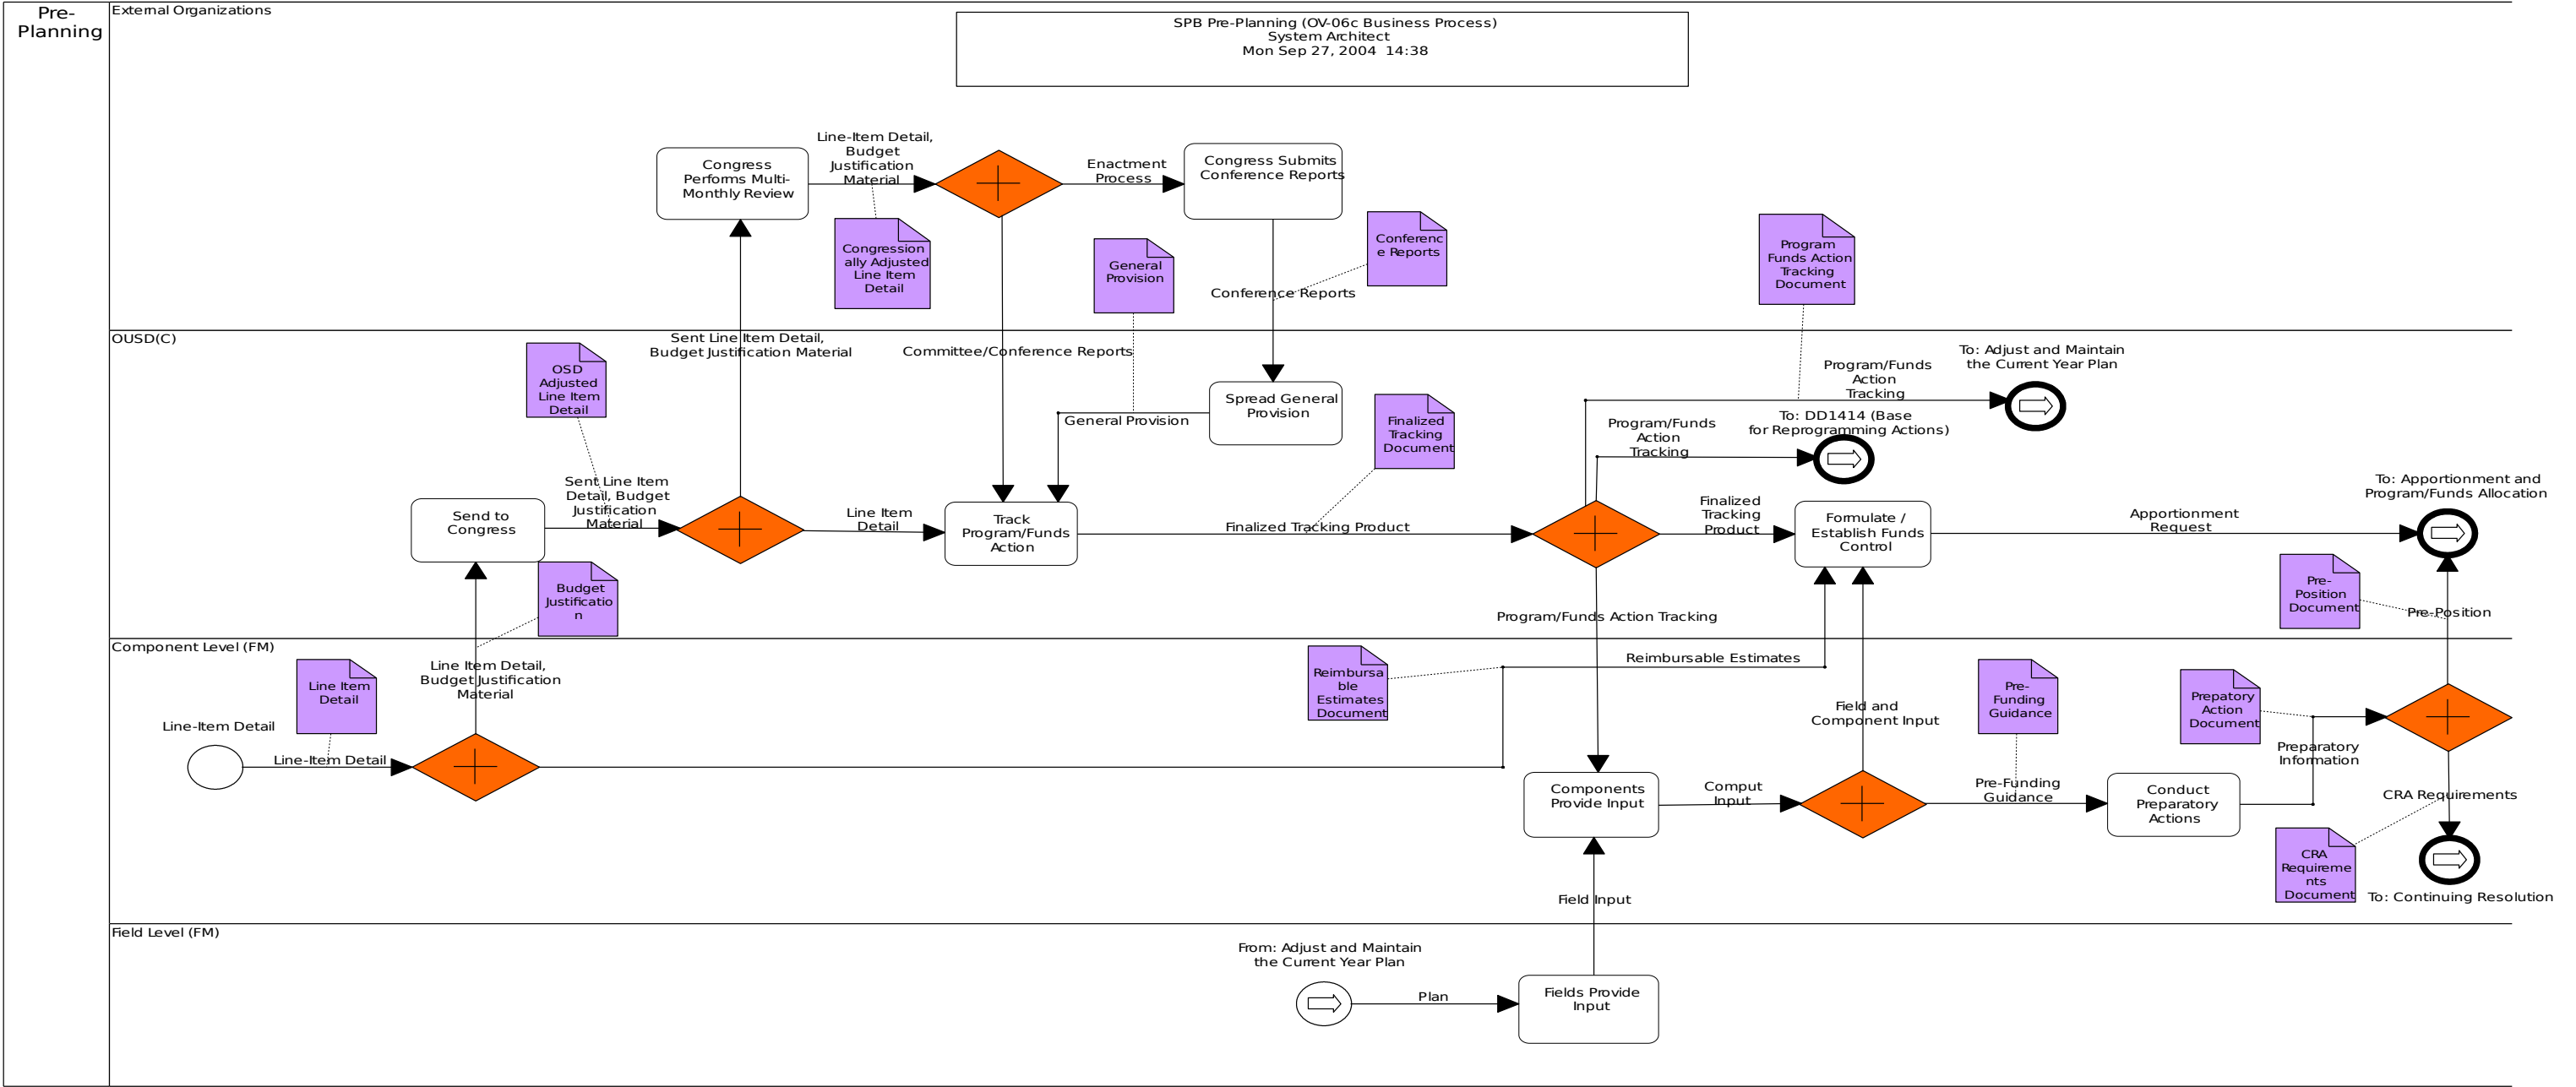 Pre-
Planning
External Organizations
SPB Pre-Planning (OV-06c Business Process)
System Architect
Mon Sep 27, 2004  14:38
Congress
Performs Multi-
Monthly Review
Line-Item Detail,
Budget
Justification
Material
Enactment
Process
Congress Submits
Conference Reports
Congression
ally Adjusted
Line Item
Detail
General
Provision
Conferenc
e Reports
Conference Reports
Program
Funds Action
Tracking
Document
OUSD(C)
Sent Line Item Detail,
Budget Justification Material
Committee/Conference Reports
OSD
Adjusted
Line Item
Detail
Spread General
Provision
General Provision
Finalized
Tracking
Document
Program/Funds
Action
Tracking
To: Adjust and Maintain
the Current Year Plan
Program/Funds
Action
Tracking
To: DD1414 (Base
for Reprogramming Actions)
Send to
Congress
Sent Line Item
Detail, Budget
Justification
Material
Line Item
Detail
Track
Program/Funds
Action
Finalized Tracking Product
Finalized
Tracking
Product
Formulate /
Establish Funds
Control
Apportionment
Request
To: Apportionment and
Program/Funds Allocation
Budget
Justificatio
n
Program/Funds Action Tracking
Pre-
Position
Document
Pre-Position
Component Level (FM)
Line Item
Detail
Line Item Detail,
Budget Justification
Material
Line-Item Detail
Line-Item Detail
Reimbursa
ble
Estimates
Document
Reimbursable Estimates
Field and
Component Input
Pre-
Funding
Guidance
Prepatory
Action
Document
Preparatory
Information
Components
Provide Input
Comput
Input
Pre-Funding
Guidance
Conduct
Preparatory
Actions
CRA Requirements
CRA
Requireme
nts
Document
To: Continuing Resolution
Field Input
Field Level (FM)
From: Adjust and Maintain
the Current Year Plan
Plan
Fields Provide
Input